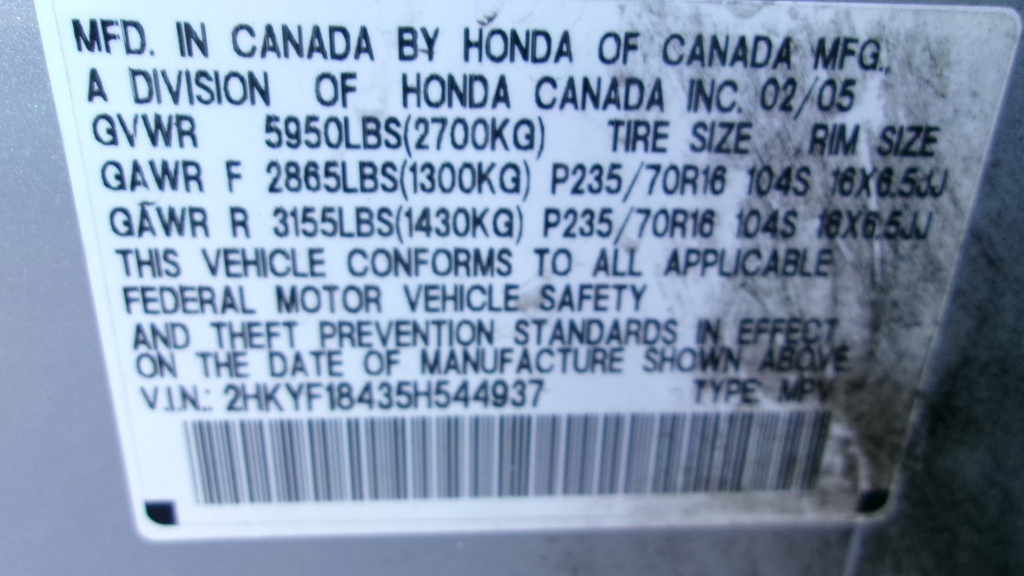 MFD. IN CANADA BY HONDA OF CANADA MFG.,
A DIVISION OF HONDA CANADA INC. 02/05
GVWR 5950LBS(2700KG) TIRE SIZE RIM SIZE
GAWR F 2865LBS(1300KG) P235/70R16 104S 16X6.5JJ
GAWR R 3155LBS(1430KG) P235/70R16 104S 16X6.5JJ
THIS VEHICLE CONFORMS TO ALL APPLICABLE
FEDERAL MOTOR VEHICLE SAFETY
AND THEFT PREVENTION STANDARDS IN EFFECT
ON THE DATE OF MANUFACTURE SHOWN ABOVE
V.I.N.: 2HKYF18435H544937 TYPE MPV